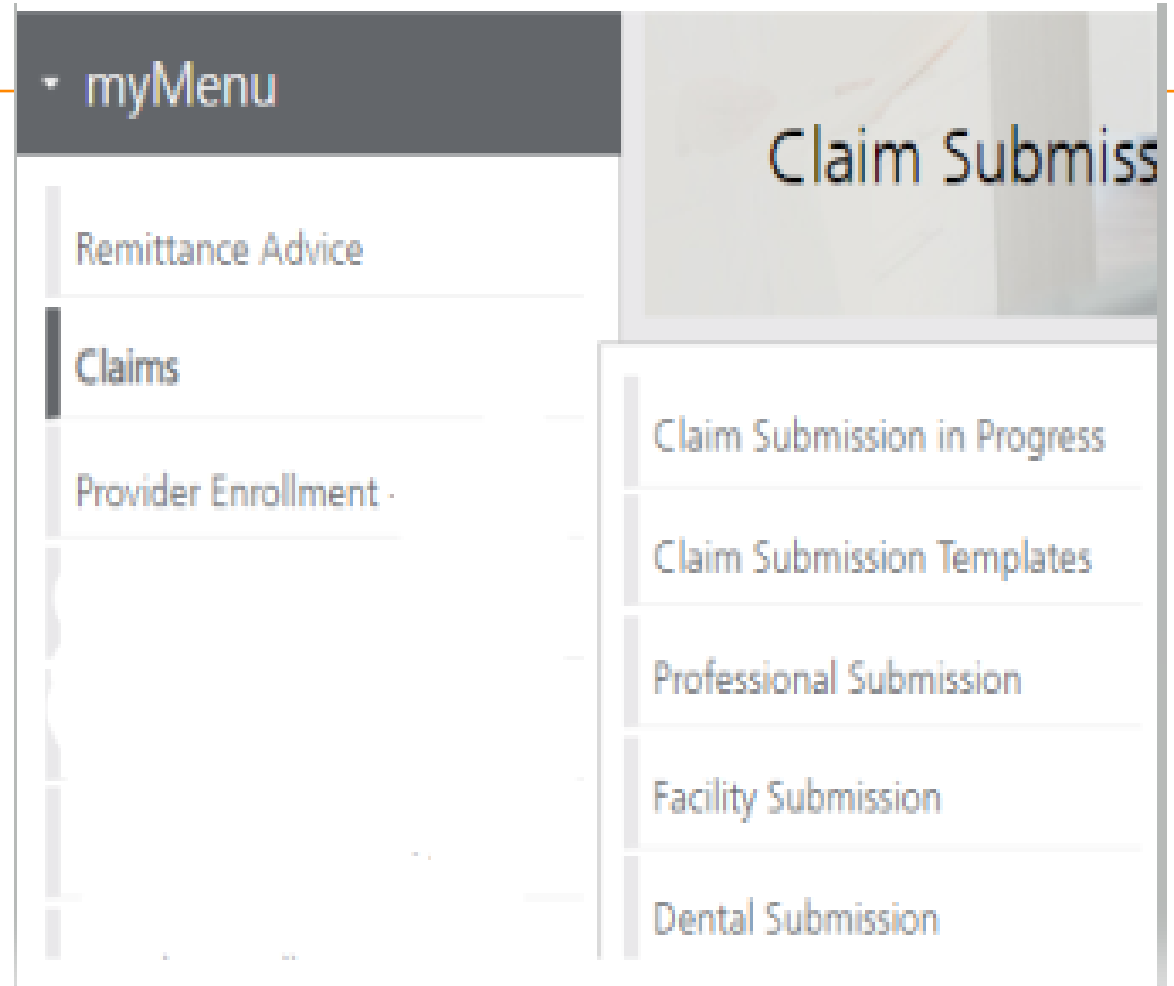 myMenu
Claim Submiss
Remittance Advice
Claims
Provider Enrollment -
Claim Submission in Progress
Claim Submission Templates
Professional Submission
Facility Submission
Dental Submission